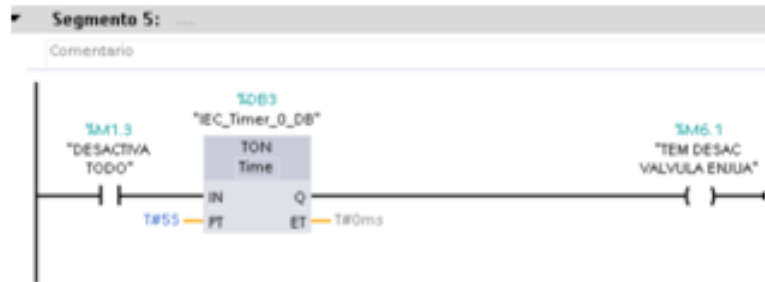 Segmento 5: .....
Comentario
%DB3
"IEC_Timer_0_DB"
%M1.3
"DESACTIVA
TODO"
TON
Time
%M6.1
"TEM DESAC
VALVULA ENJUA"
IN
Q
T#5S
PT
ET
T#0ms